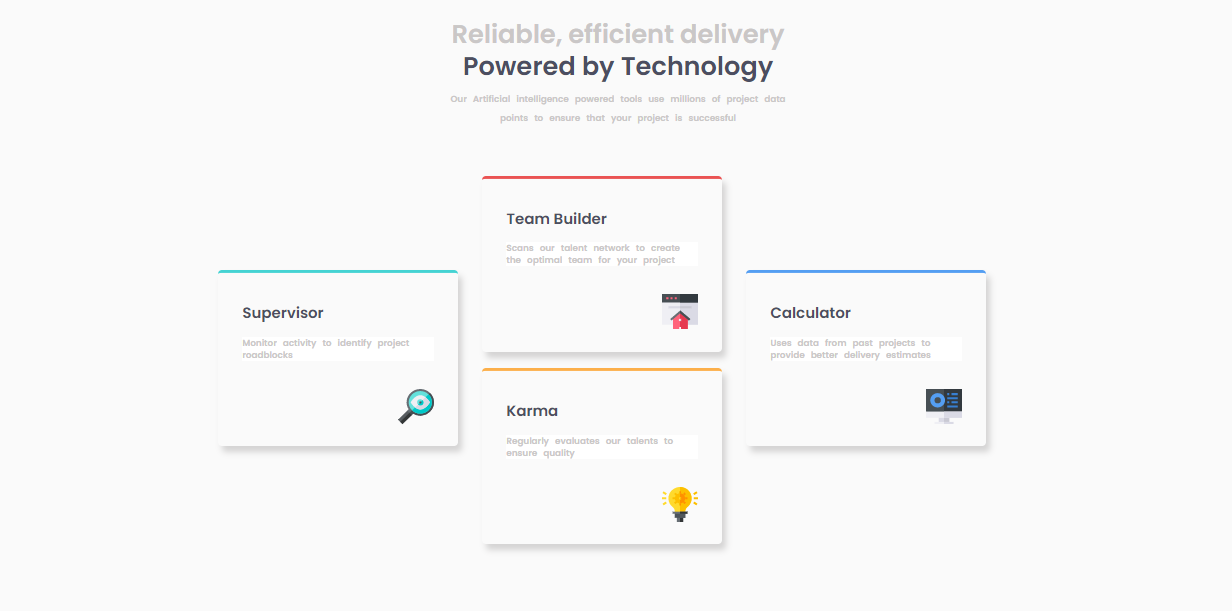 Reliable, efficient delivery
Powered by Technology
Our Artificial intelligence powered tools use millions of project data
points to ensure that your project is successful
Supervisor
Monitor activity to identify project
roadblocks
Team Builder
Scans our talent network to create
the optimal team for your project
Karma
Regularly evaluates our talents to
ensure quality
Calculator
Uses data from past projects to
provide better delivery estimates